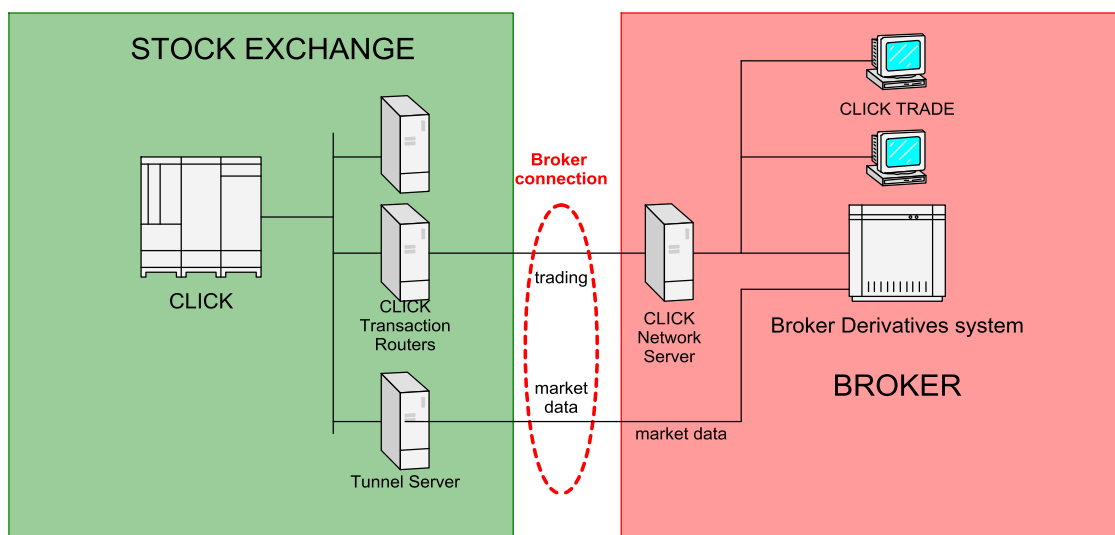 STOCK EXCHANGE
CLICK
CLICK
Transaction
Routers
Tunnel Server
Broker
connection
trading
market
data
CLICK TRADE
CLICK
Network
Server
Broker Derivatives system
BROKER
market data